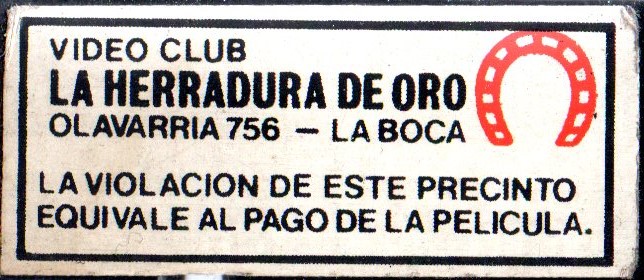 VIDEO CLUB
LA HERRADURA DE ORO
OLAVARRIA 756 – LA BOCA
LA VIOLACION DE ESTE PRECINTO
EQUIVALE AL PAGO DE LA PELICULA.